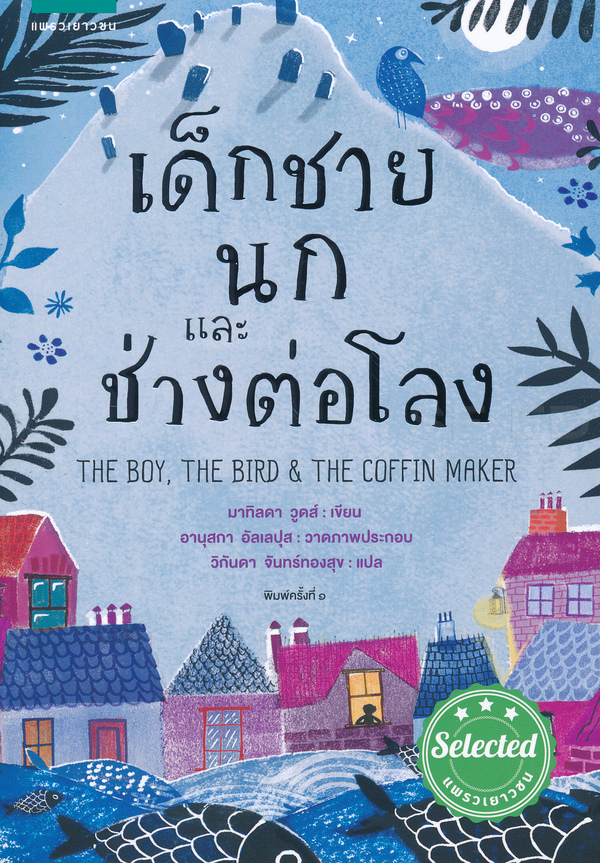 แพรวเยาวชน
เด็กชาย
นก
และ
ช่างต่อโลง
THE BOY, THE BIRD & THE COFFIN MAKER
มาทิลดา วูดส์ : เขียน
อานุสกา อัลเลปุส : วาดภาพประกอบ
วิกันดา จันทร์ทองสุข : แปล
พิมพ์ครั้งที่ ๑
Selected
แพรวเยาวชน